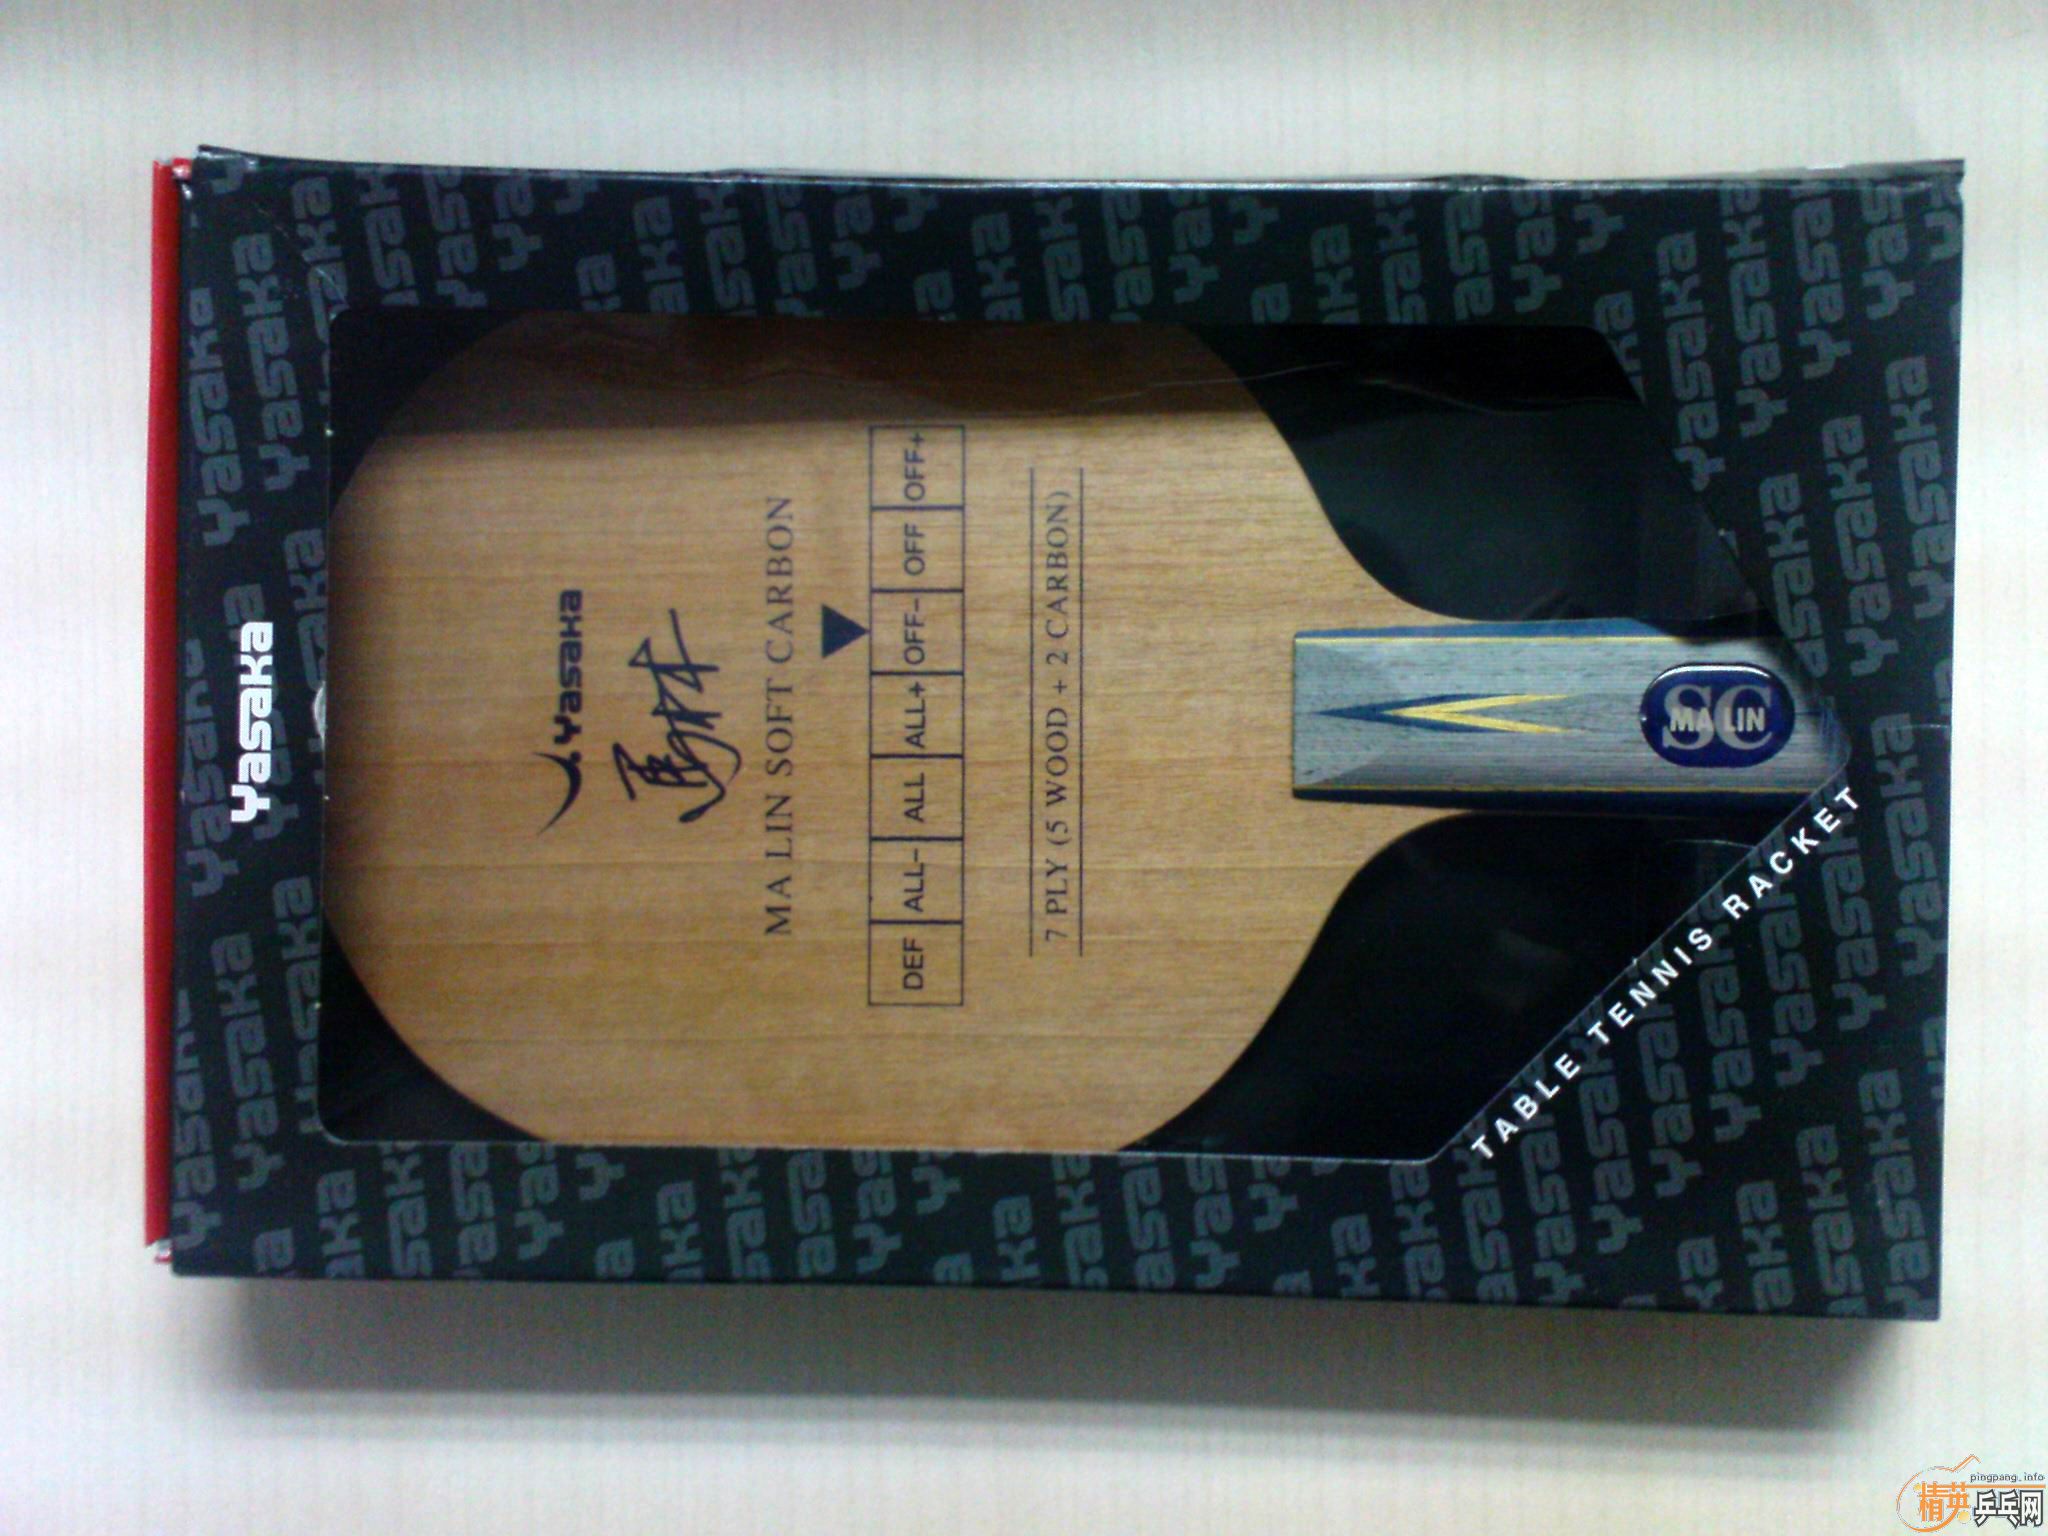 Yasaka
Yasaka
馬林
MA LIN SOFT CARBON
DEF ALL- ALL ALL+ OFF- OFF OFF+
7 PLY (5 WOOD + 2 CARBON)
SC
MA LIN
TABLE TENNIS RACKET
pingpang.info
精英乒乓网